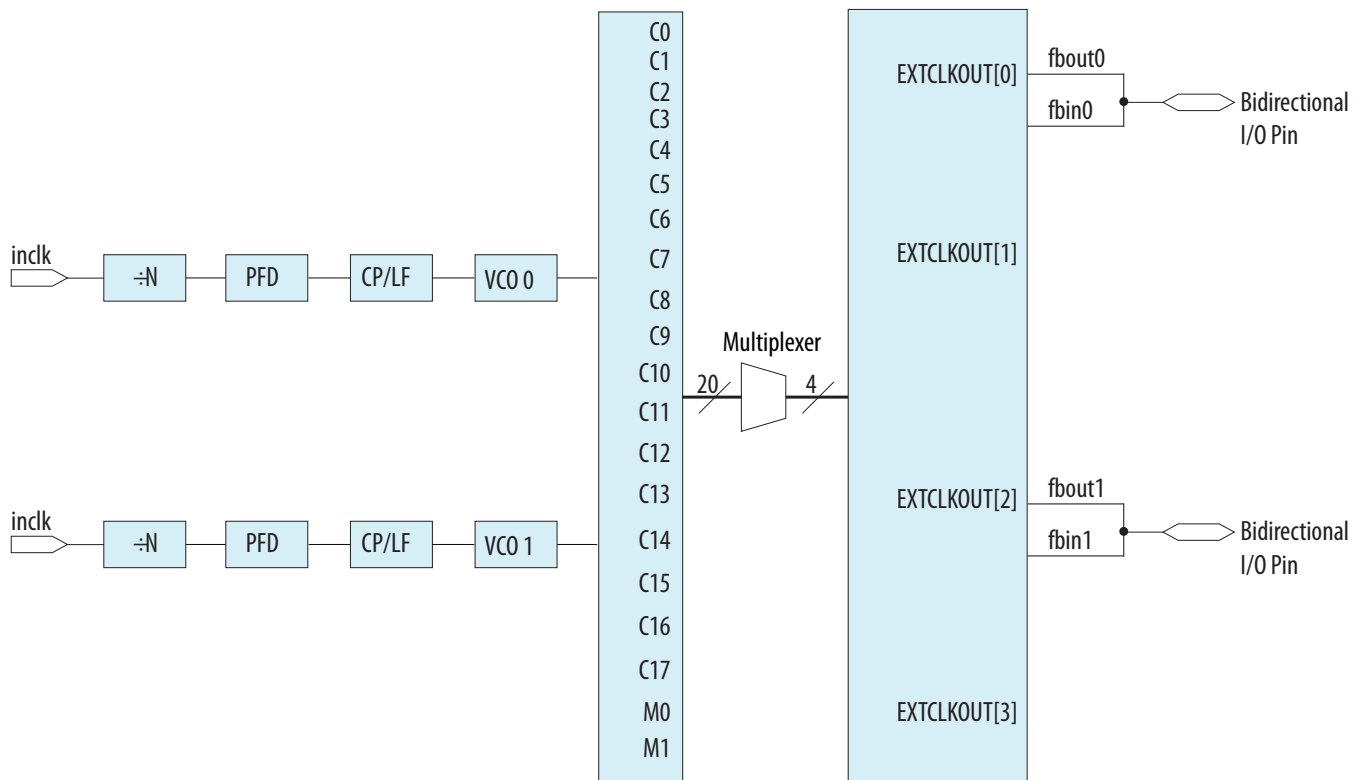 inclk
÷N
PFD
CP/LF
VCO 0
inclk
÷N
PFD
CP/LF
VCO 1
C0
C1
C2
C3
C4
C5
C6
C7
C8
C9
C10
C11
C12
C13
C14
C15
C16
C17
M0
M1
20
Multiplexer
4
EXTCLKOUT[0]
fbout0
fbin0
Bidirectional
I/O Pin
EXTCLKOUT[1]
EXTCLKOUT[2]
fbout1
fbin1
Bidirectional
I/O Pin
EXTCLKOUT[3]